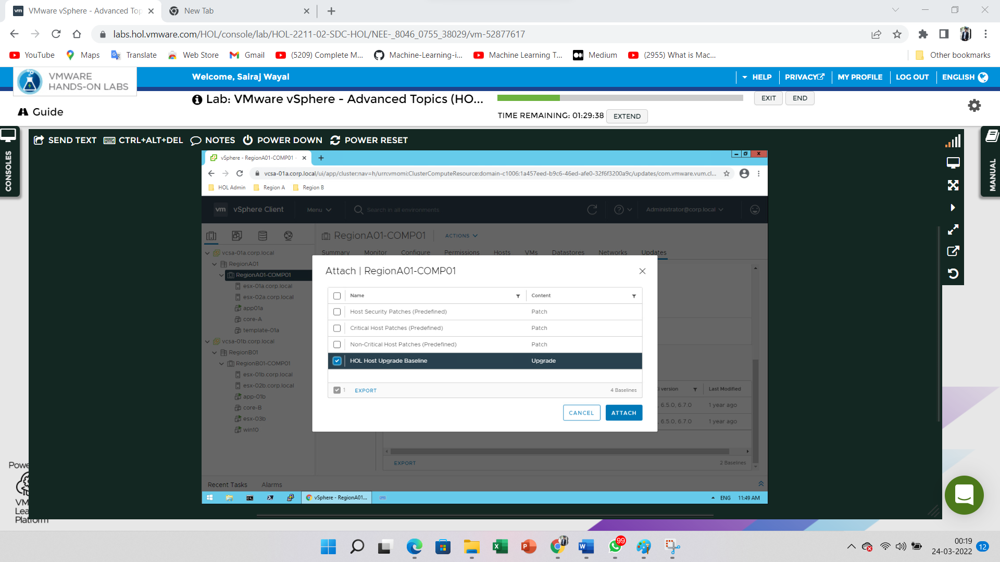 VMware vSphere - Advanced Top
New Tab
labs.hol.vmware.com/HOL/console/lab/HOL-2211-02-SDC-HOL/NEE-_8046_0755_38029/vm-52877617
YouTube Maps Translate Web Store Gmail (5209) Complete M... Machine-Learning-i... Machine Learning T... Medium (2955) What is Mac... Other bookmarks
VMWARE
HANDS-ON LABS
Welcome, Sairaj Wayal
HELP PRIVACY MY PROFILE LOG OUT ENGLISH
Lab: VMware vSphere - Advanced Topics (HO...
EXIT END
Guide
TIME REMAINING: 01:29:38 EXTEND
CONSOLES
MANUAL
SEND TEXT CTRL+ALT+DEL NOTES POWER DOWN POWER RESET
vSphere - RegionA01-COMP01 -
vcsa-01a.corp.local/ui/app/cluster;nav=h/urn:vmomi:ClusterComputeResource:domain-c1006:1a457eed-b9c6-46ed-afe0-32f6f3200a9c/updates/com.vmware.vum.cl...
HOL Admin Region A Region B
vm vSphere Client Menu Search in all environments Administrator@corp.local
RegionA01-COMP01 ACTIONS
Summary Monitor Configure Permissions Hosts VMs Datastores Networks Updates
vcsa-01a.corp.local
RegionA01
RegionA01-COMP01
esx-01a.corp.local
esx-02a.corp.local
app01a
core-A
template-01a
vcsa-01b.corp.local
RegionB01
RegionB01-COMP01
esx-01b.corp.local
esx-02b.corp.local
app-01b
core-B
esx-03b
win10
Attach | RegionA01-COMP01
Name Content
Host Security Patches (Predefined) Patch
Critical Host Patches (Predefined) Patch
Non-Critical Host Patches (Predefined) Patch
HOL Host Upgrade Baseline Upgrade
1 EXPORT 4 Baselines
CANCEL ATTACH
version Last Modified
6.5.0, 6.7.0 1 year ago
6.5.0, 6.7.0 1 year ago
EXPORT 2 Baselines
Recent Tasks Alarms
vSphere - RegionA01...
ENG 11:49 AM
Powe
VM
Lea
Platform
99
00:19
24-03-2022
12